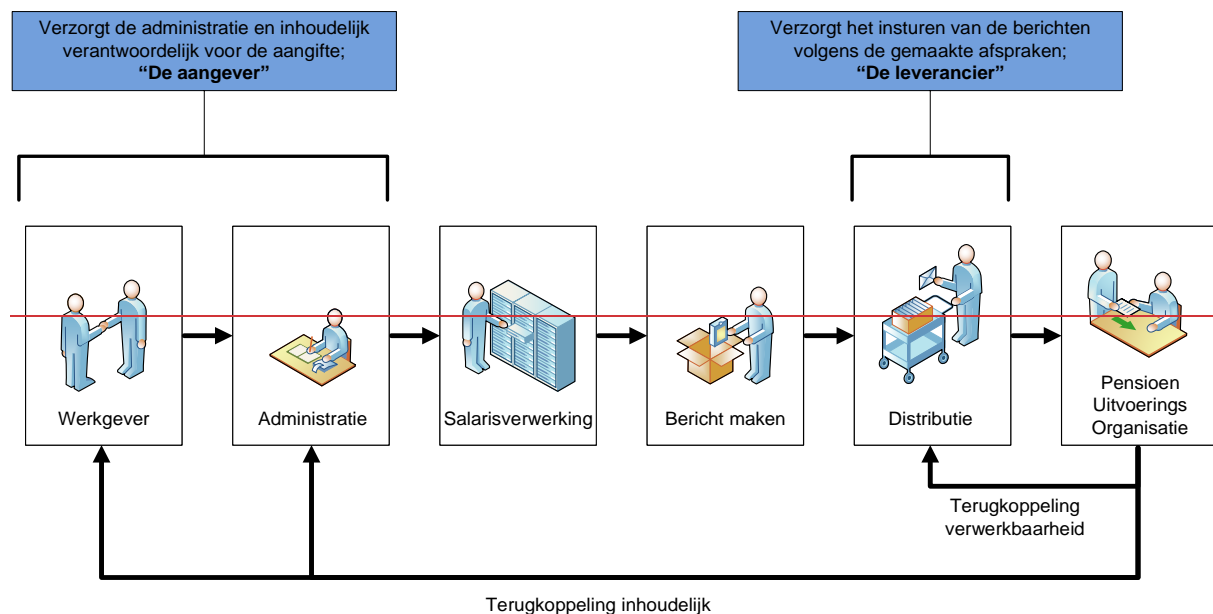 Verzorgt de administratie en inhoudelijk
verantwoordelijk voor de aangifte;
“De aangever”
Verzorgt het insturen van de berichten
volgens de gemaakte afspraken;
“De leverancier”
Werkgever
Administratie
Salarisverwerking
Bericht maken
Distributie
Pensioen
Uitvoerings
Organisatie
Terugkoppeling
verwerkbaarheid
Terugkoppeling inhoudelijk